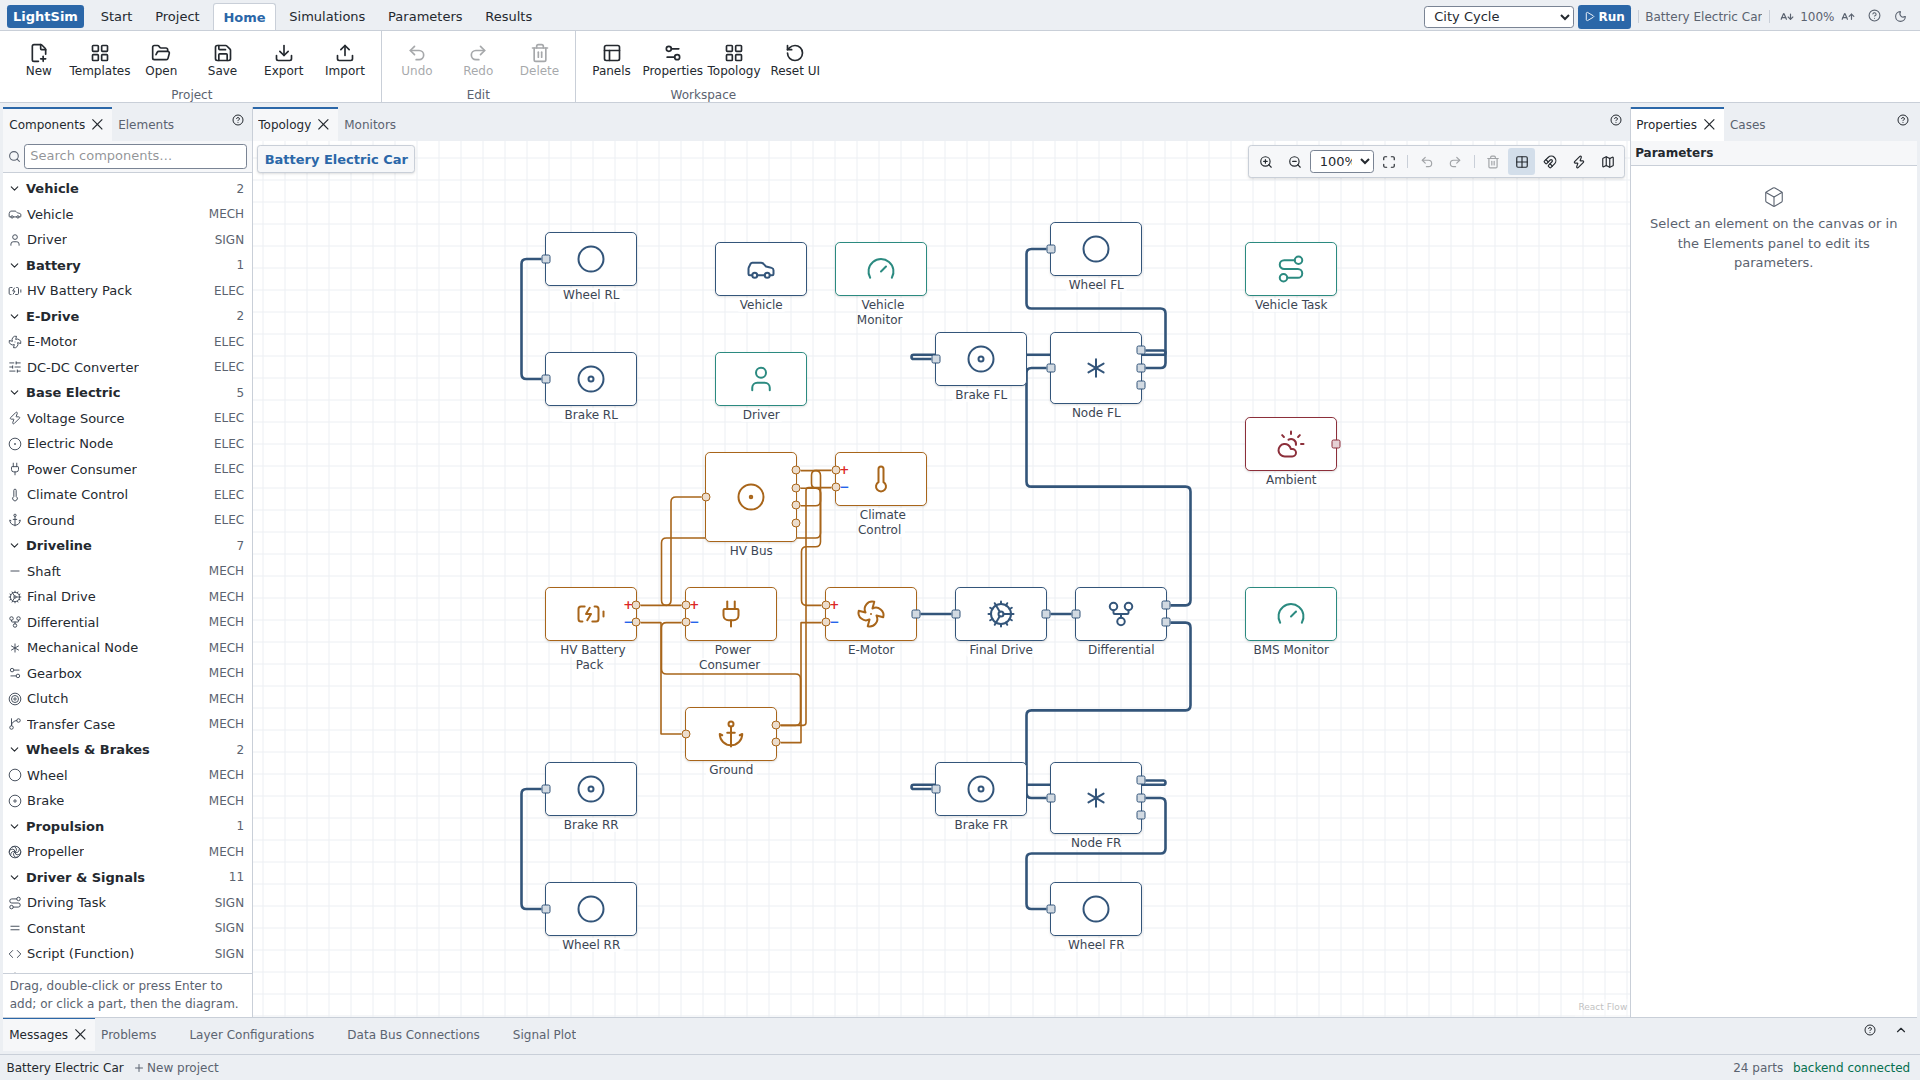 LightSim Start Project Home Simulations Parameters Results City Cycle Run Battery Electric Car 100%
New Templates Open Save Export Import Undo Redo Delete Panels Properties Topology Reset UI
Project Edit Workspace
Components Elements
Search components...
Vehicle 2
Vehicle MECH
Driver SIGN
Battery 1
HV Battery Pack ELEC
E-Drive 2
E-Motor ELEC
DC-DC Converter ELEC
Base Electric 5
Voltage Source ELEC
Electric Node ELEC
Power Consumer ELEC
Climate Control ELEC
Ground ELEC
Driveline 7
Shaft MECH
Final Drive MECH
Differential MECH
Mechanical Node MECH
Gearbox MECH
Clutch MECH
Transfer Case MECH
Wheels & Brakes 2
Wheel MECH
Brake MECH
Propulsion 1
Propeller MECH
Driver & Signals 11
Driving Task SIGN
Constant SIGN
Script (Function) SIGN
Drag, double-click or press Enter to
add; or click a part, then the diagram.
Topology Monitors
Battery Electric Car
100%
Wheel RL
Vehicle
Vehicle
Monitor
Wheel FL
Vehicle Task
Brake RL
Driver
Brake FL
Node FL
Ambient
HV Bus
+
−
Climate
Control
+
−
HV Battery
Pack
+
−
Power
Consumer
+
−
E-Motor
Final Drive
Differential
BMS Monitor
Ground
Brake RR
Brake FR
Node FR
Wheel RR
Wheel FR
React Flow
Properties Cases
Parameters
Select an element on the canvas or in
the Elements panel to edit its
parameters.
Messages Problems Layer Configurations Data Bus Connections Signal Plot
Battery Electric Car + New project 24 parts backend connected